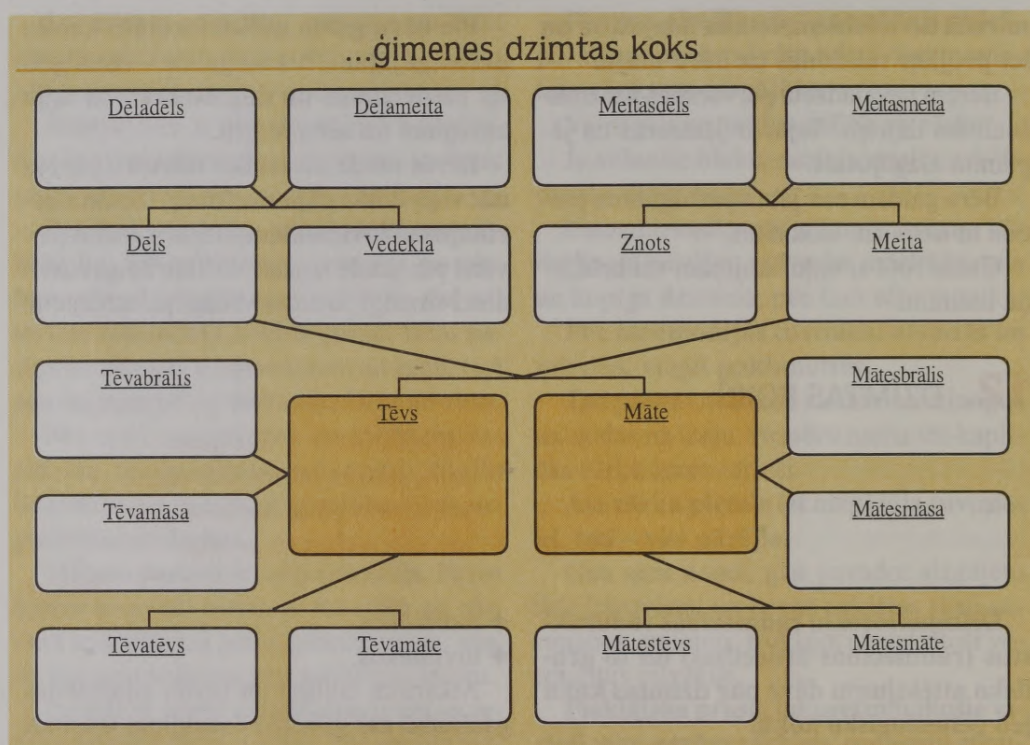 ...ģimenes dzimtas koks
Dēladēls
Dēlameita
Meitasdēls
Meitasmeita
Dēls
Vedekla
Znots
Meita
Tēvabrālis
Tēvs
Māte
Mātesbrālis
Tēvamāsa
Mātesmāsa
Tēvatēvs
Tēvamāte
Mātestēvs
Mātesmāte